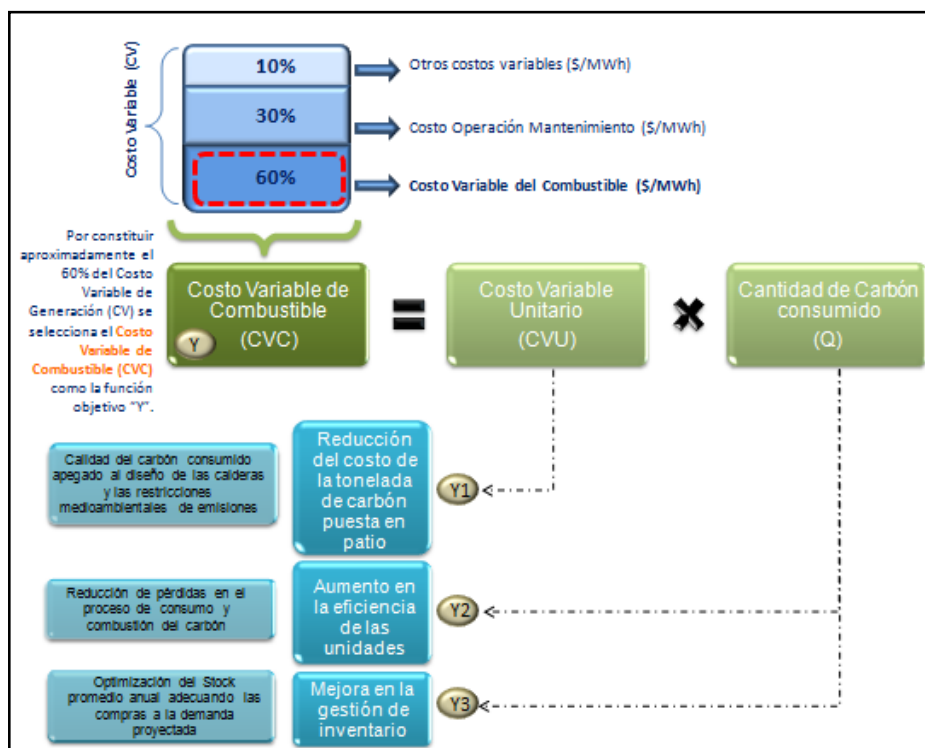 Costo Variable (CV)
10%
Otros costos variables ($/MWh)
30%
Costo Operación Mantenimiento ($/MWh)
60%
Costo Variable del Combustible ($/MWh)
Por constituir
aproximadamente el
60% del Costo
Variable de
Generación (CV) se
selecciona el Costo
Variable de
Combustible (CVC)
como la función
objetivo "Y".
Costo Variable de
Combustible
(CVC)
Y
=
Costo Variable
Unitario
(CVU)
×
Cantidad de Carbón
consumido
(Q)
Calidad del carbón consumido
apegado al diseño de las calderas
y las restricciones
medioambientales de emisiones
Reducción
del costo de
la tonelada
de carbón
puesta en
patio
Y1
Reducción de pérdidas en el
proceso de consumo y
combustión del carbón
Aumento en
la eficiencia
de las
unidades
Y2
Optimización del Stock
promedio anual adecuando las
compras a la demanda
proyectada
Mejora en la
gestión de
inventario
Y3